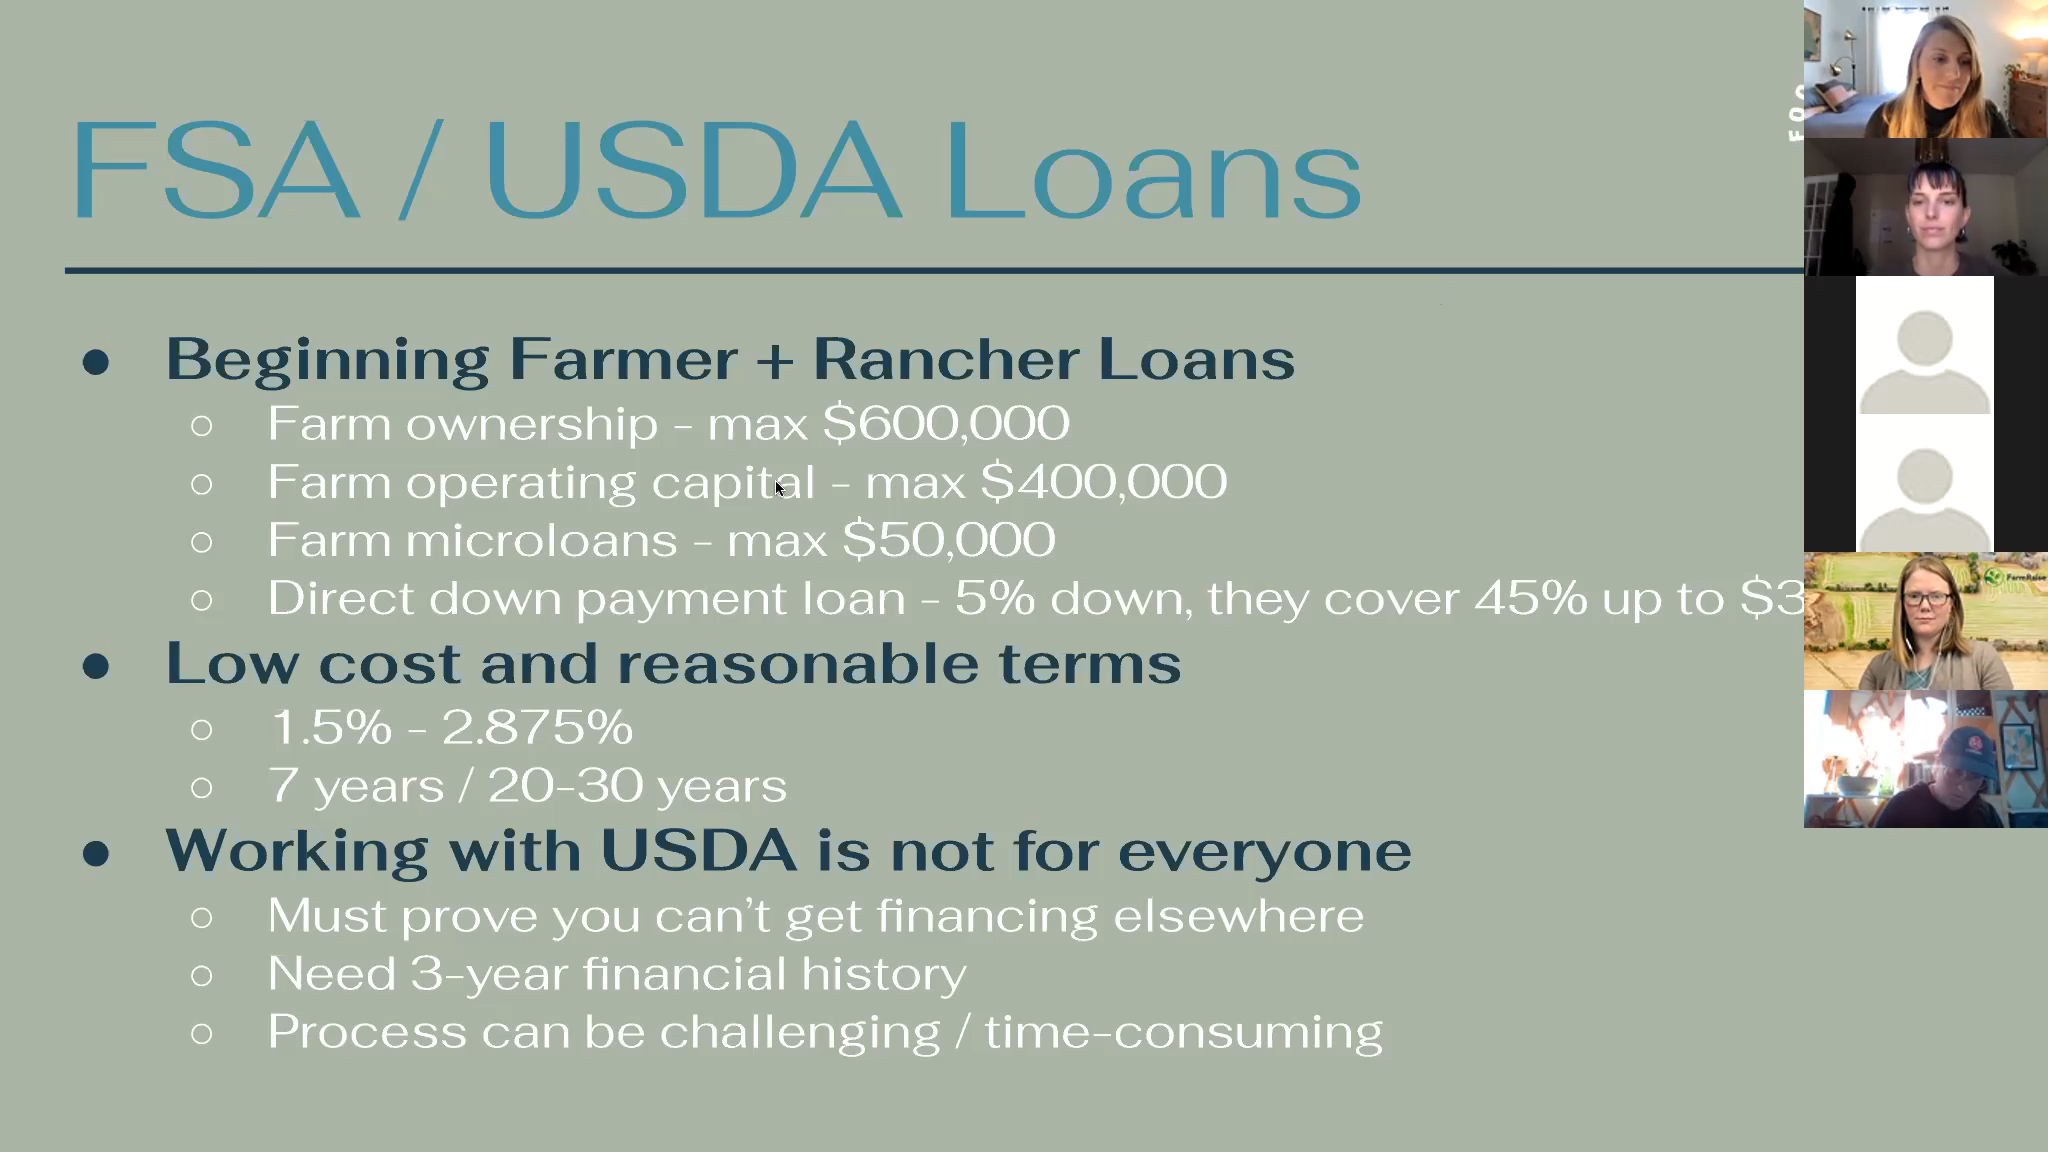 FSA / USDA Loans
● Beginning Farmer + Rancher Loans
○ Farm ownership - max $600,000
○ Farm operating capital - max $400,000
○ Farm microloans - max $50,000
○ Direct down payment loan - 5% down, they cover 45% up to $3
● Low cost and reasonable terms
○ 1.5% - 2.875%
○ 7 years / 20-30 years
● Working with USDA is not for everyone
○ Must prove you can’t get financing elsewhere
○ Need 3-year financial history
○ Process can be challenging / time-consuming
FarmRaise